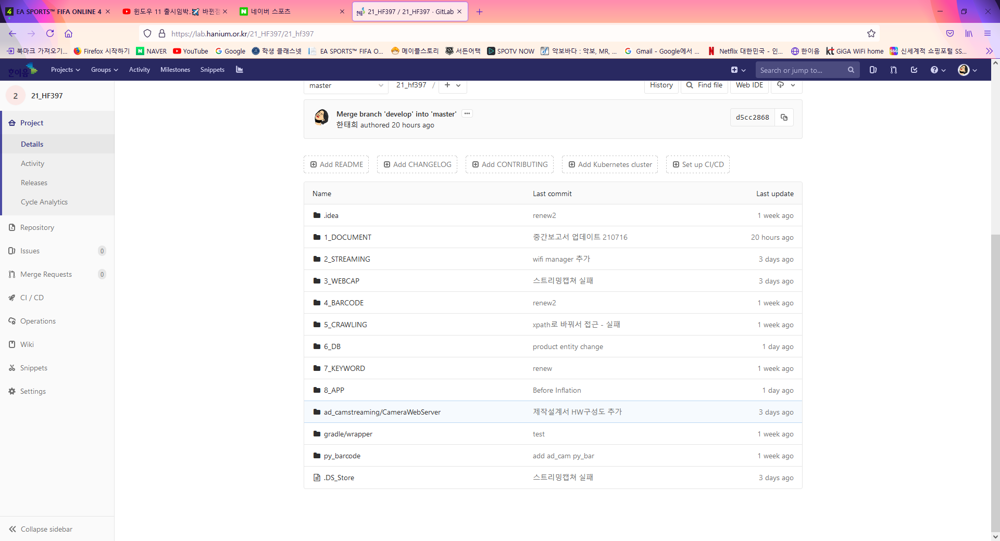 EA SPORTS™ FIFA ONLINE 4
윈도우 11 출시임박..✈️ 바뀐점
네이버 스포츠
21_HF397 / 21_HF397 · GitLab
https://lab.hanium.or.kr/21_HF397/21_hf397
북마크 가져오기... Firefox 시작하기 NAVER YouTube Google 학생 클래스넷 EA SPORTS™ FIFA O... 메이플스토리 서든어택 SPOTV NOW 악보바다 : 악보, MR, ... Gmail - Google에서 ... Netflix 대한민국 - 인... 한이음 kt GiGA WiFi home 신세계적 쇼핑포털 SS...
한이음 Projects Groups Activity Milestones Snippets Search or jump to...
2 21_HF397
Project
Details
Activity
Releases
Cycle Analytics
Repository
Issues 0
Merge Requests 0
CI / CD
Operations
Wiki
Snippets
Settings
Collapse sidebar
master 21_hf397 / + History Find file Web IDE
Merge branch 'develop' into 'master'
한태희 authored 20 hours ago
d5cc2868
Add README Add CHANGELOG Add CONTRIBUTING Add Kubernetes cluster Set up CI/CD
Name Last commit Last update
.idea renew2 1 week ago
1_DOCUMENT 중간보고서 업데이트 210716 20 hours ago
2_STREAMING wifi manager 추가 3 days ago
3_WEBCAP 스트리밍캡쳐 실패 3 days ago
4_BARCODE renew2 1 week ago
5_CRAWLING xpath로 바꿔서 접근 - 실패 1 week ago
6_DB product entity change 1 day ago
7_KEYWORD renew 1 week ago
8_APP Before Inflation 1 day ago
ad_camstreaming/CameraWebServer 제작설계서 HW구성도 추가 3 days ago
gradle/wrapper test 1 week ago
py_barcode add ad_cam py_bar 1 week ago
.DS_Store 스트리밍캡쳐 실패 3 days ago